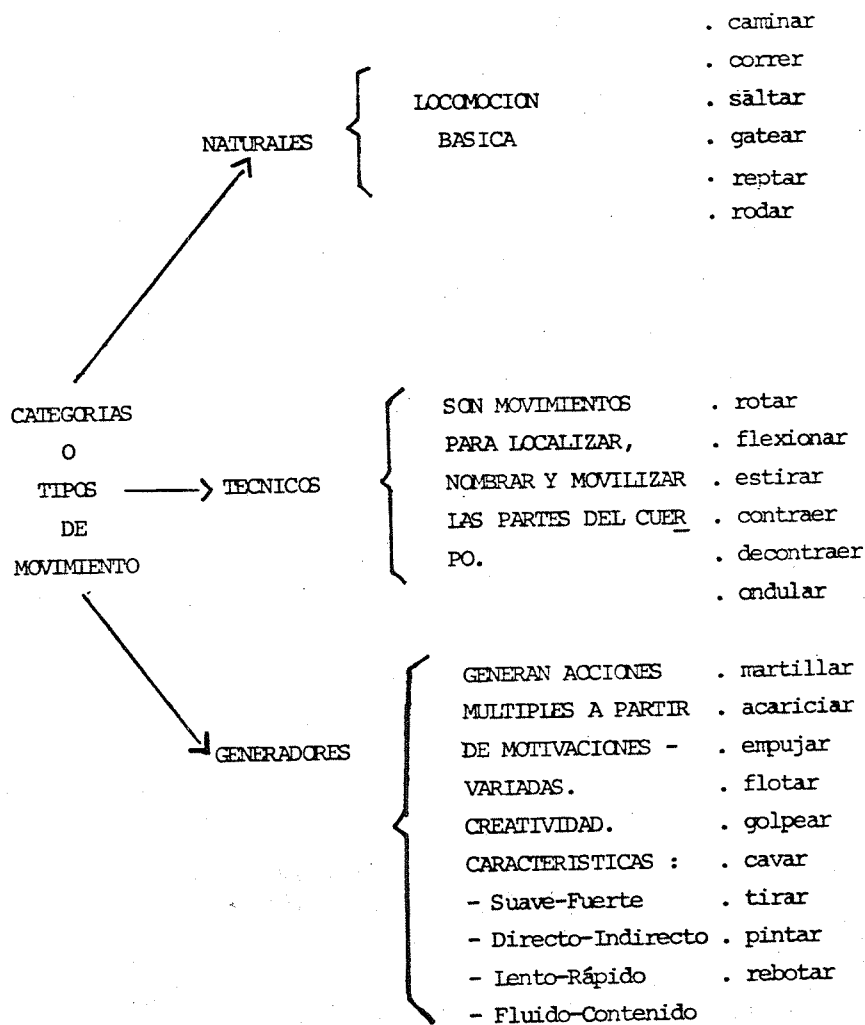 . caminar
. correr
LOCOMOCION . saltar
NATURALES BASICA . gatear
. reptar
. rodar
CATEGORIAS
O
TIPOS
DE
MOVIMIENTO
TECNICOS
SON MOVIMIENTOS . rotar
PARA LOCALIZAR, . flexionar
NOMBRAR Y MOVILIZAR . estirar
LAS PARTES DEL CUER . contraer
PO. . decontraer
. ondular
GENERADORES
GENERAN ACCIONES . martillar
MULTIPLES A PARTIR . acariciar
DE MOTIVACIONES - . empujar
VARIADAS. . flotar
CREATIVIDAD. . golpear
CARACTERISTICAS : . cavar
- Suave-Fuerte . tirar
- Directo-Indirecto . pintar
- Lento-Rápido . rebotar
- Fluido-Contenido